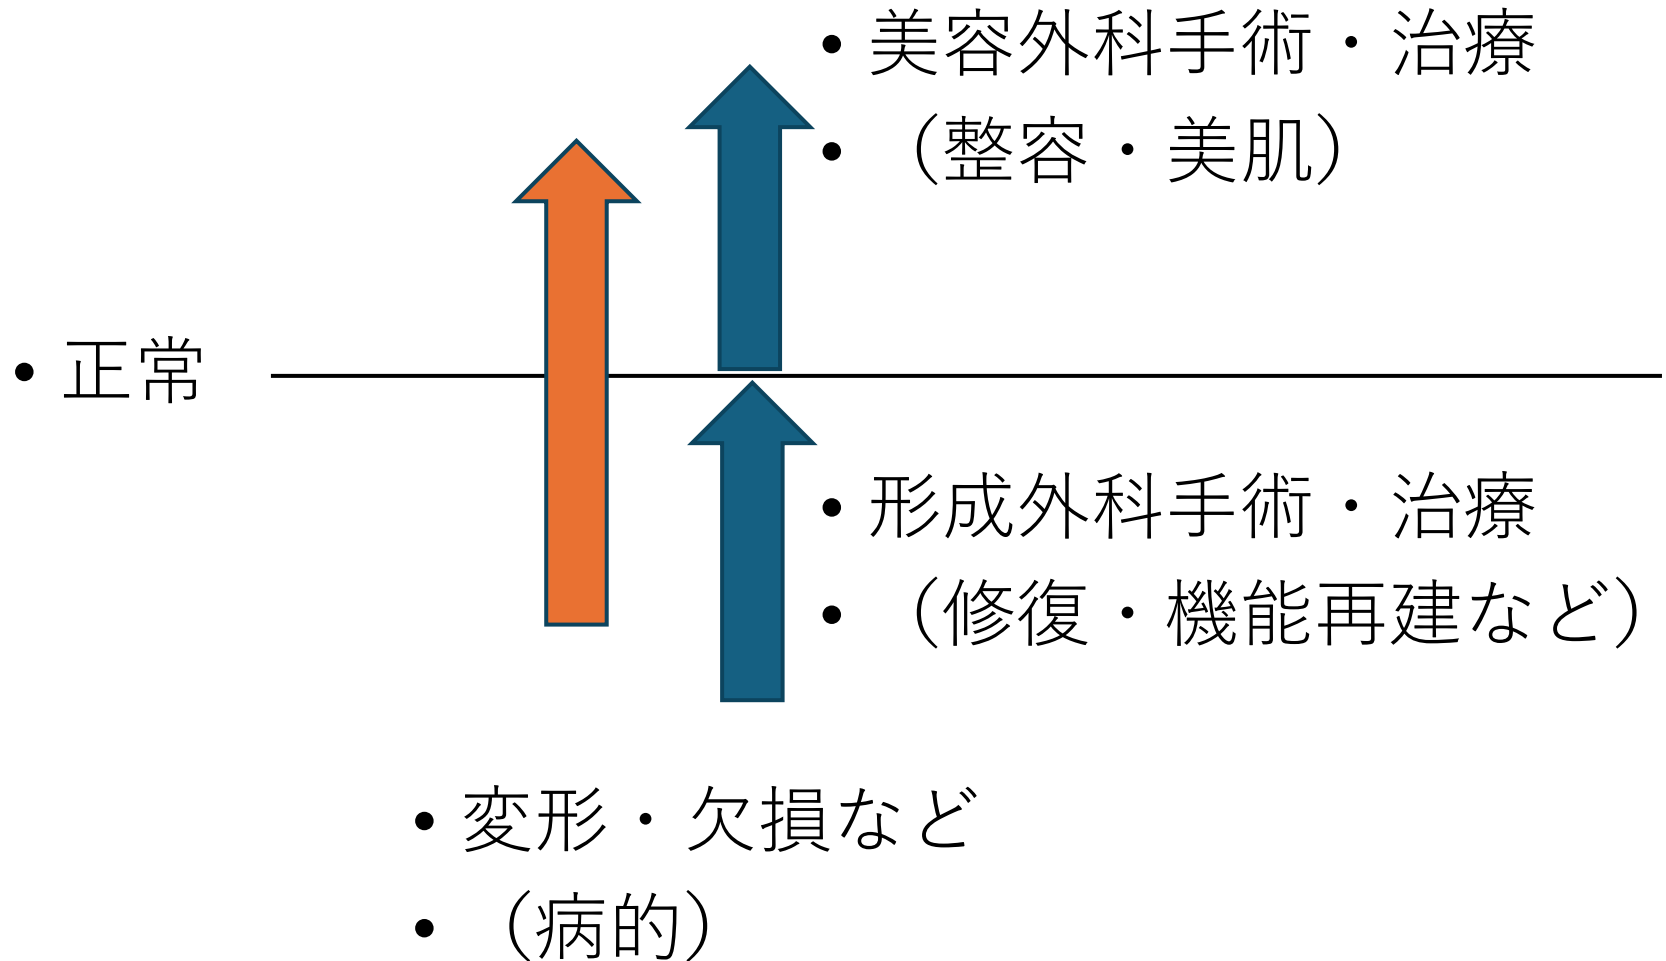 • 美容外科手術・治療
• （整容・美肌）
• 正常
• 形成外科手術・治療
• （修復・機能再建など）
• 変形・欠損など
• （病的）